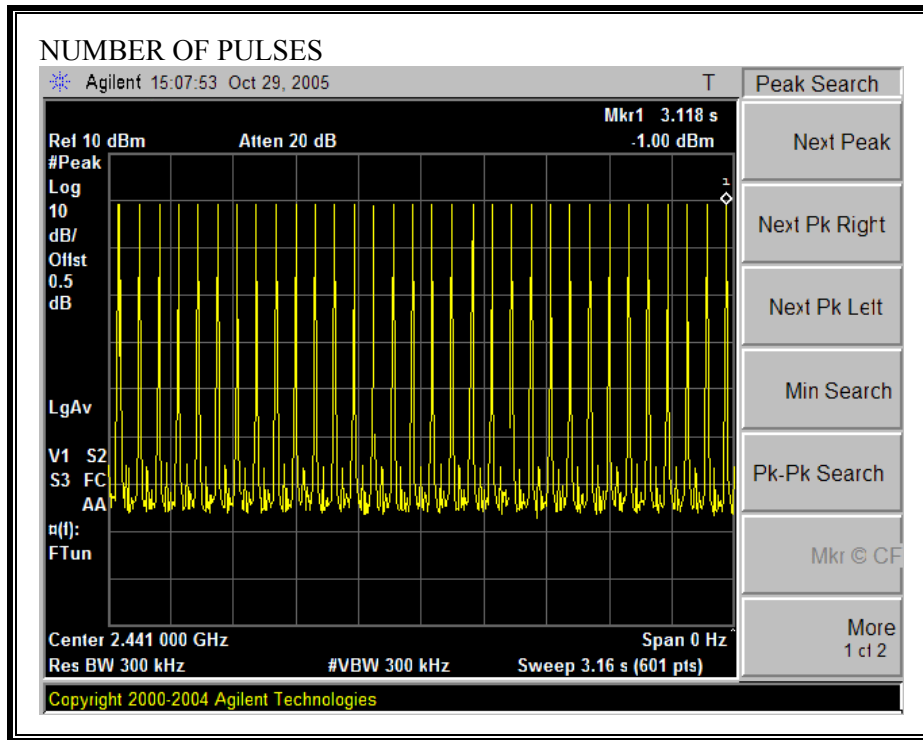 NUMBER OF PULSES
Agilent 15:07:53 Oct 29, 2005 T
Peak Search
Mkr1 3.118 s
Ref 10 dBm Atten 20 dB -1.00 dBm
#Peak
Log
10
dB/
Offst
0.5
dB
LgAv
V1 S2
S3 FC
AA
¤(f):
FTun
1
Center 2.441 000 GHz Span 0 Hz^
Res BW 300 kHz #VBW 300 kHz Sweep 3.16 s (601 pts)
Copyright 2000-2004 Agilent Technologies
Next Peak
Next Pk Right
Next Pk Left
Min Search
Pk-Pk Search
Mkr © CF
More
1 of 2